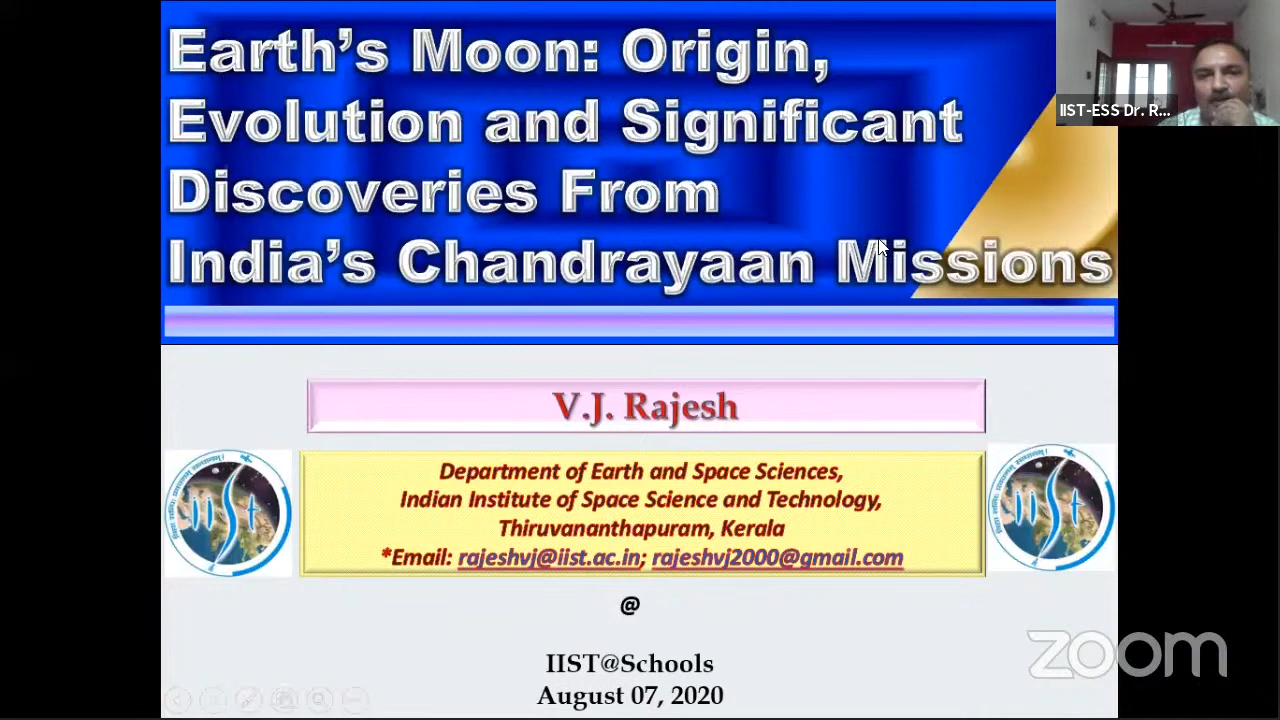 Earth's Moon: Origin,
Evolution and Significant
Discoveries From
India's Chandrayaan Missions
IIST-ESS Dr. R...
V.J. Rajesh
Department of Earth and Space Sciences,
Indian Institute of Space Science and Technology,
Thiruvananthapuram, Kerala
*Email: rajeshvj@iist.ac.in; rajeshvj2000@gmail.com
iist
iist
@
IIST@Schools
August 07, 2020
zoom